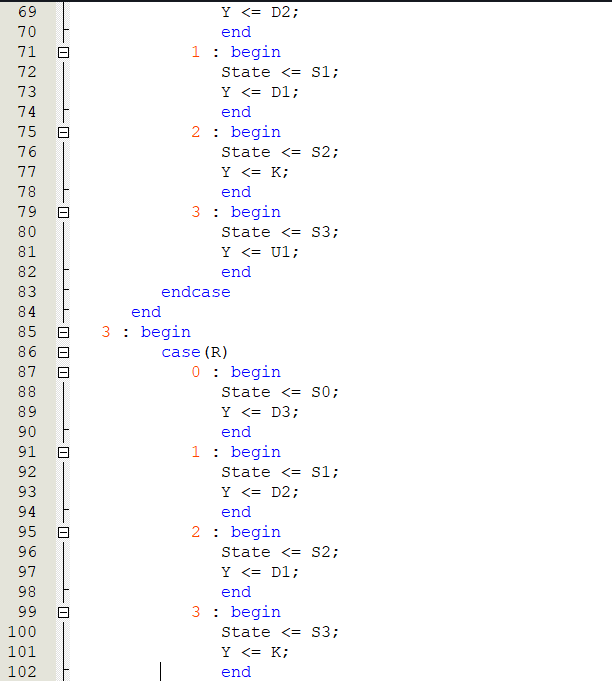 69 Y <= D2;
70 end
71 1 : begin
72 State <= S1;
73 Y <= D1;
74 end
75 2 : begin
76 State <= S2;
77 Y <= K;
78 end
79 3 : begin
80 State <= S3;
81 Y <= U1;
82 end
83 endcase
84 end
85 3 : begin
86 case(R)
87 0 : begin
88 State <= S0;
89 Y <= D3;
90 end
91 1 : begin
92 State <= S1;
93 Y <= D2;
94 end
95 2 : begin
96 State <= S2;
97 Y <= D1;
98 end
99 3 : begin
100 State <= S3;
101 Y <= K;
102 end